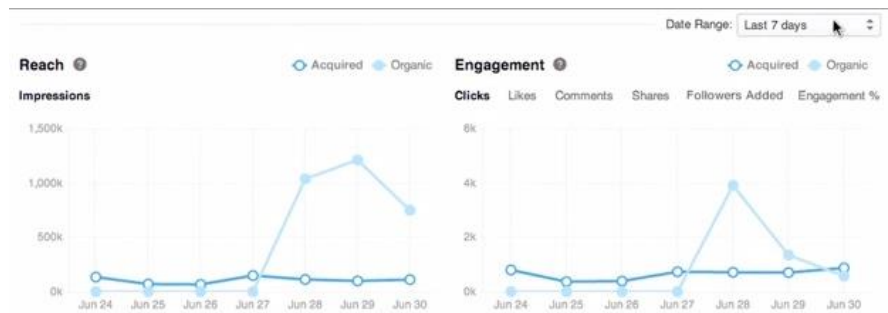 Date Range: Last 7 days
Reach ? Acquired Organic
Impressions
1,500k
1,000k
500k
0k
Jun 24 Jun 25 Jun 26 Jun 27 Jun 28 Jun 29 Jun 30
Engagement ? Acquired Organic
Clicks Likes Comments Shares Followers Added Engagement %
6k
4k
2k
0k
Jun 24 Jun 25 Jun 26 Jun 27 Jun 28 Jun 29 Jun 30